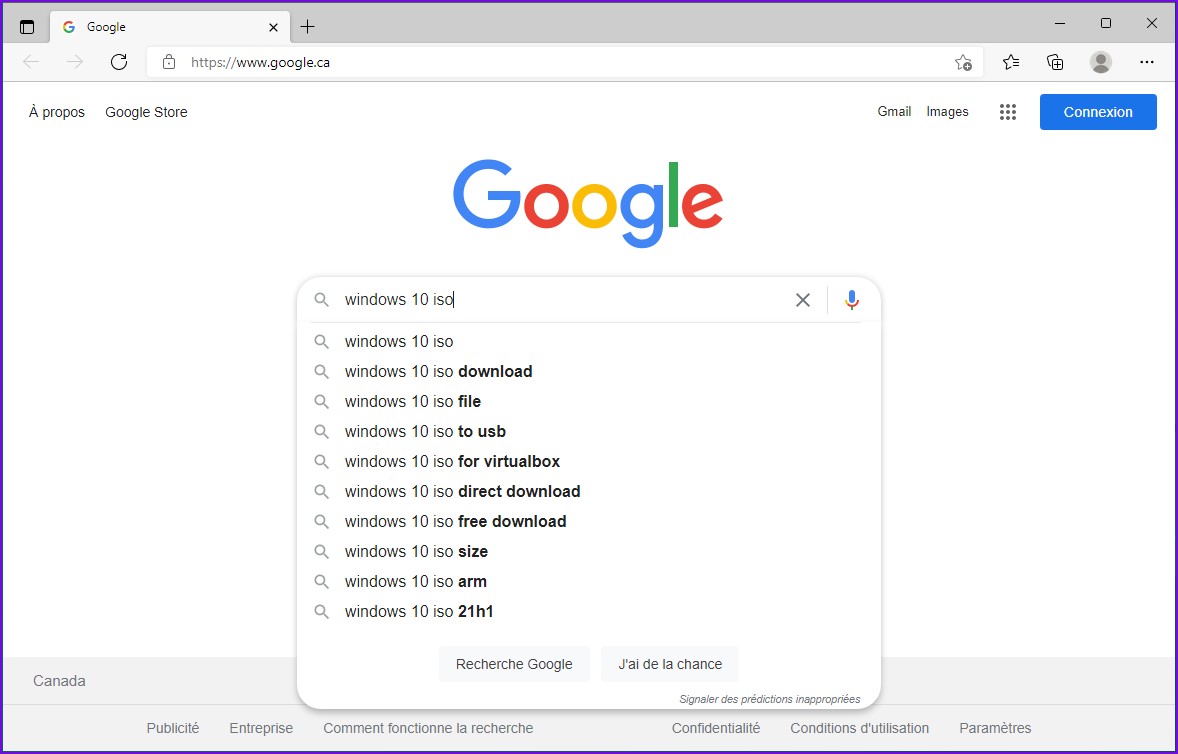 Google
https://www.google.ca
À propos Google Store Gmail Images Connexion
Google
windows 10 iso
windows 10 iso
windows 10 iso download
windows 10 iso file
windows 10 iso to usb
windows 10 iso for virtualbox
windows 10 iso direct download
windows 10 iso free download
windows 10 iso size
windows 10 iso arm
windows 10 iso 21h1
Recherche Google J'ai de la chance
Signaler des prédictions inappropriées
Canada
Publicité Entreprise Comment fonctionne la recherche Confidentialité Conditions d'utilisation Paramètres